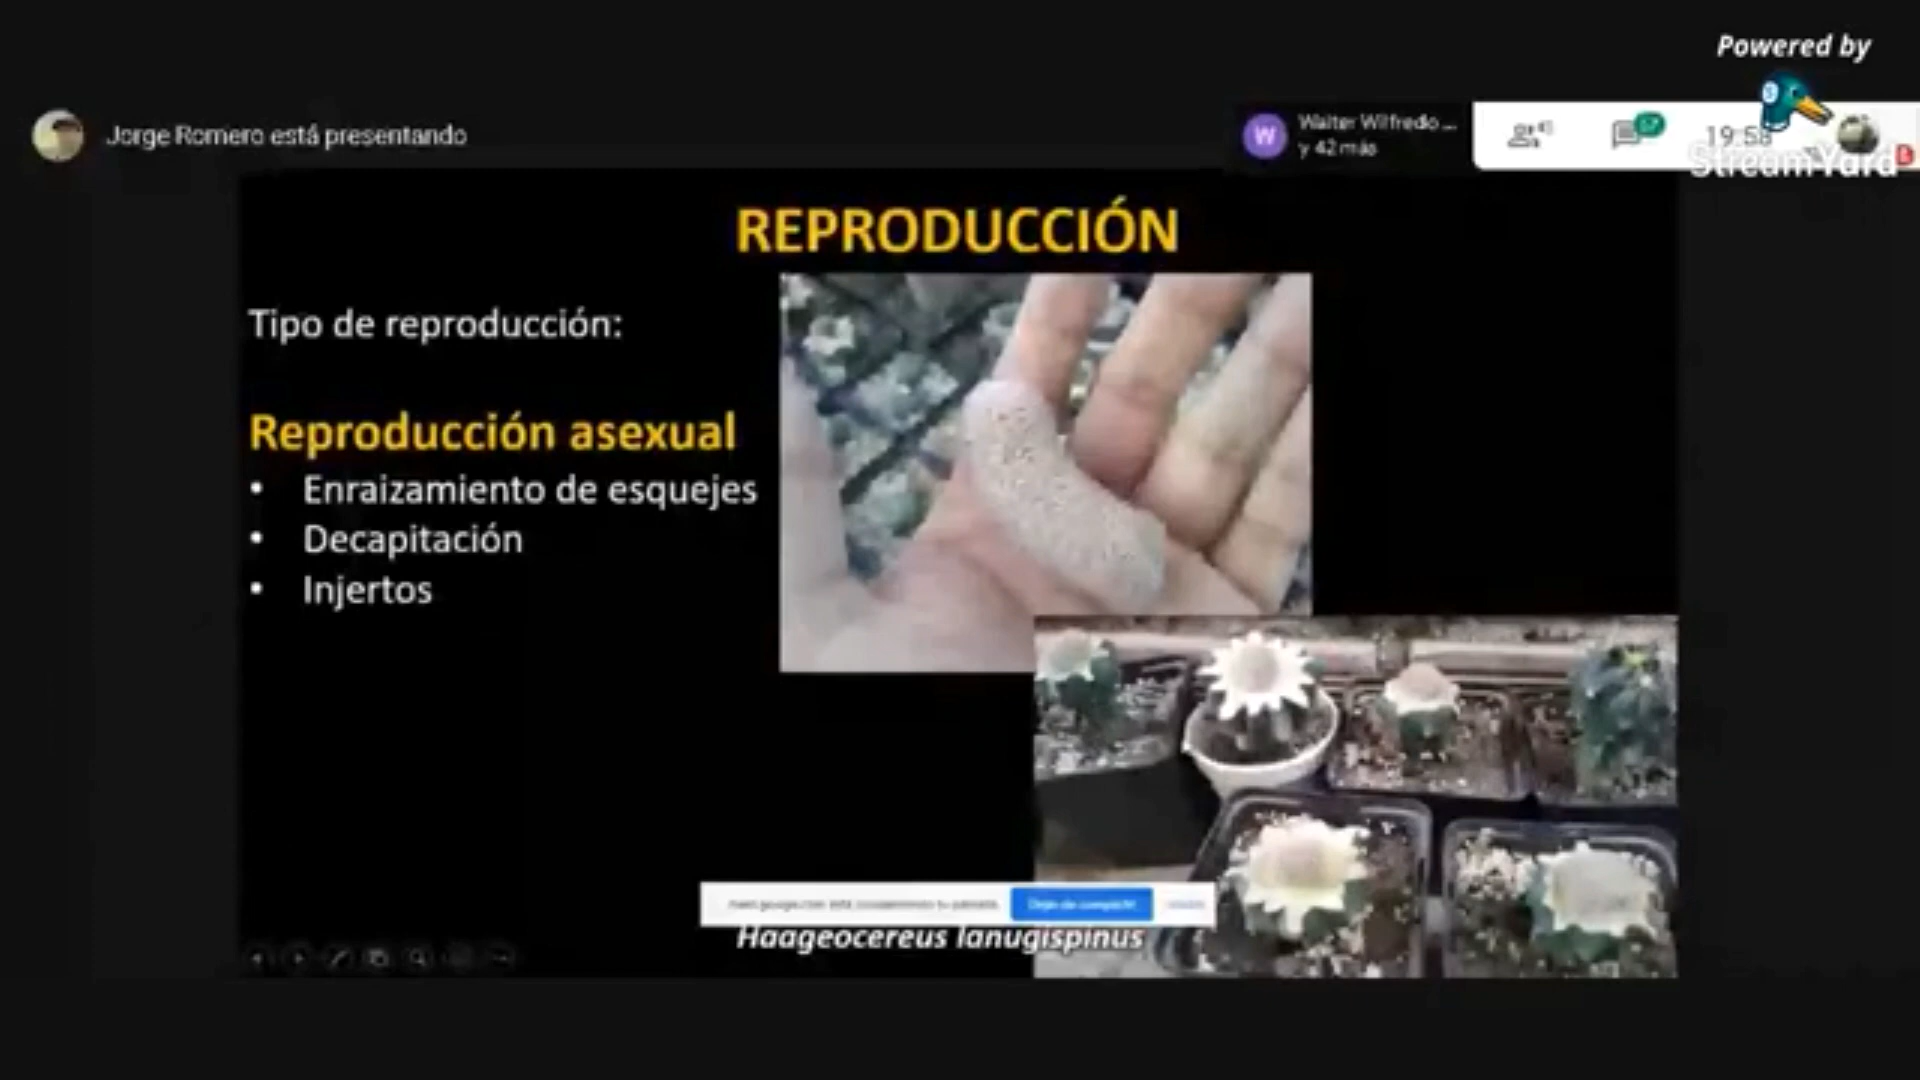 Powered by
Jorge Romero está presentando
W
Walter Wilfredo ...
y 42 más
19:58
StreamYard
REPRODUCCIÓN
Tipo de reproducción:
Reproducción asexual
• Enraizamiento de esquejes
• Decapitación
• Injertos
Haageocereus lanugispinus